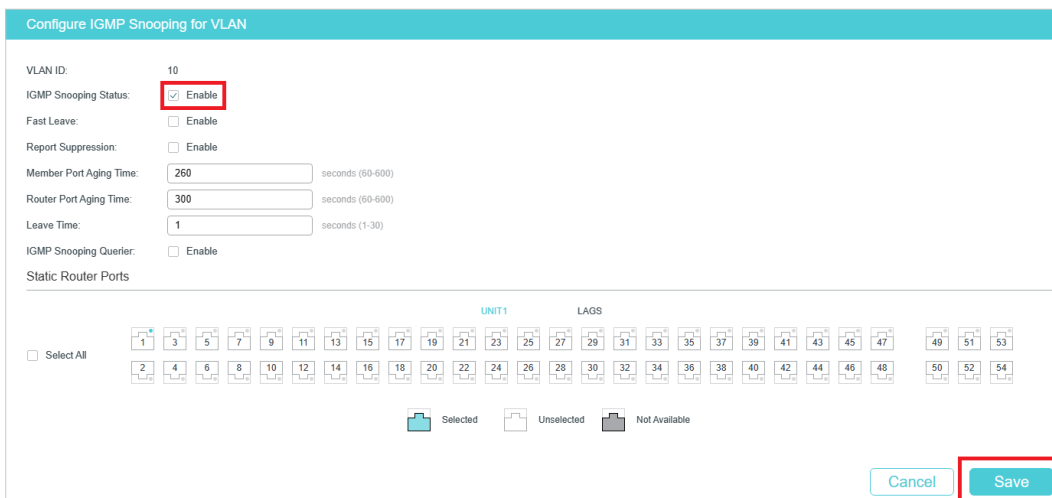 Configure IGMP Snooping for VLAN
VLAN ID: 10
IGMP Snooping Status: Enable
Fast Leave: Enable
Report Suppression: Enable
Member Port Aging Time: 260 seconds (60-600)
Router Port Aging Time: 300 seconds (60-600)
Leave Time: 1 seconds (1-30)
IGMP Snooping Querier: Enable
Static Router Ports
UNIT1 LAGS
1 3 5 7 9 11 13 15 17 19 21 23 25 27 29 31 33 35 37 39 41 43 45 47 49 51 53
Select All
2 4 6 8 10 12 14 16 18 20 22 24 26 28 30 32 34 36 38 40 42 44 46 48 50 52 54
Selected Unselected Not Available
Cancel Save